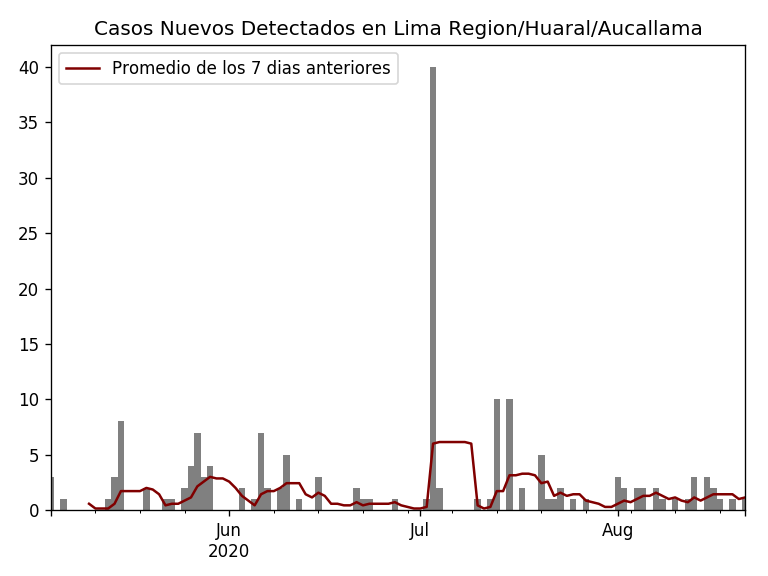 Casos Nuevos Detectados en Lima Region/Huaral/Aucallama
Promedio de los 7 dias anteriores
40
35
30
25
20
15
10
5
0
Jun
2020
Jul
Aug